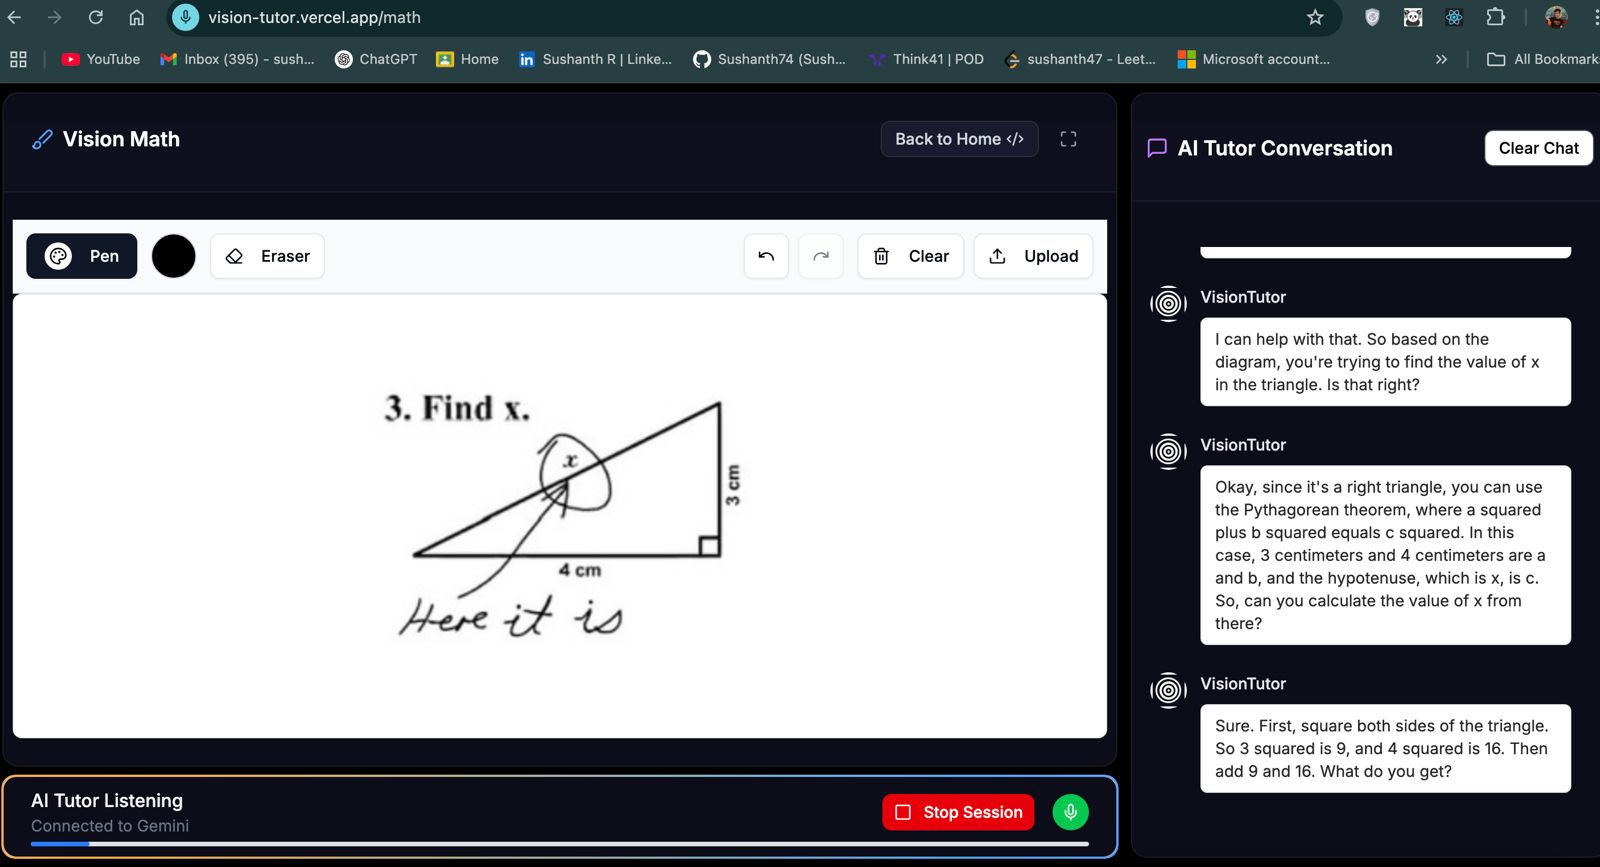 vision-tutor.vercel.app/math
YouTube
Inbox (395) - sush...
ChatGPT
Home
Sushanth R | Linke...
Sushanth74 (Sush...
Think41 | POD
sushanth47 - Leet...
Microsoft account...
»
All Bookmarks
Vision Math
Back to Home </>
AI Tutor Conversation
Clear Chat
Pen
Eraser
Clear
Upload
3. Find x.
x
3 cm
4 cm
Here it is
VisionTutor
I can help with that. So based on the
diagram, you're trying to find the value of x
in the triangle. Is that right?
VisionTutor
Okay, since it's a right triangle, you can use
the Pythagorean theorem, where a squared
plus b squared equals c squared. In this
case, 3 centimeters and 4 centimeters are a
and b, and the hypotenuse, which is x, is c.
So, can you calculate the value of x from
there?
VisionTutor
Sure. First, square both sides of the triangle.
So 3 squared is 9, and 4 squared is 16. Then
add 9 and 16. What do you get?
AI Tutor Listening
Connected to Gemini
Stop Session